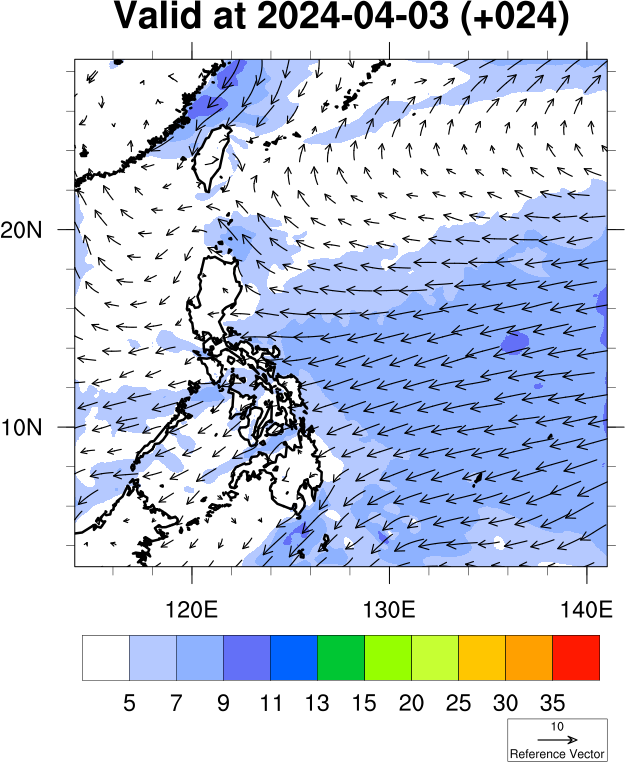 Valid at 2024-04-03 (+024)
20N
10N
120E 130E 140E
5 7 9 11 13 15 20 25 30 35
10
Reference Vector